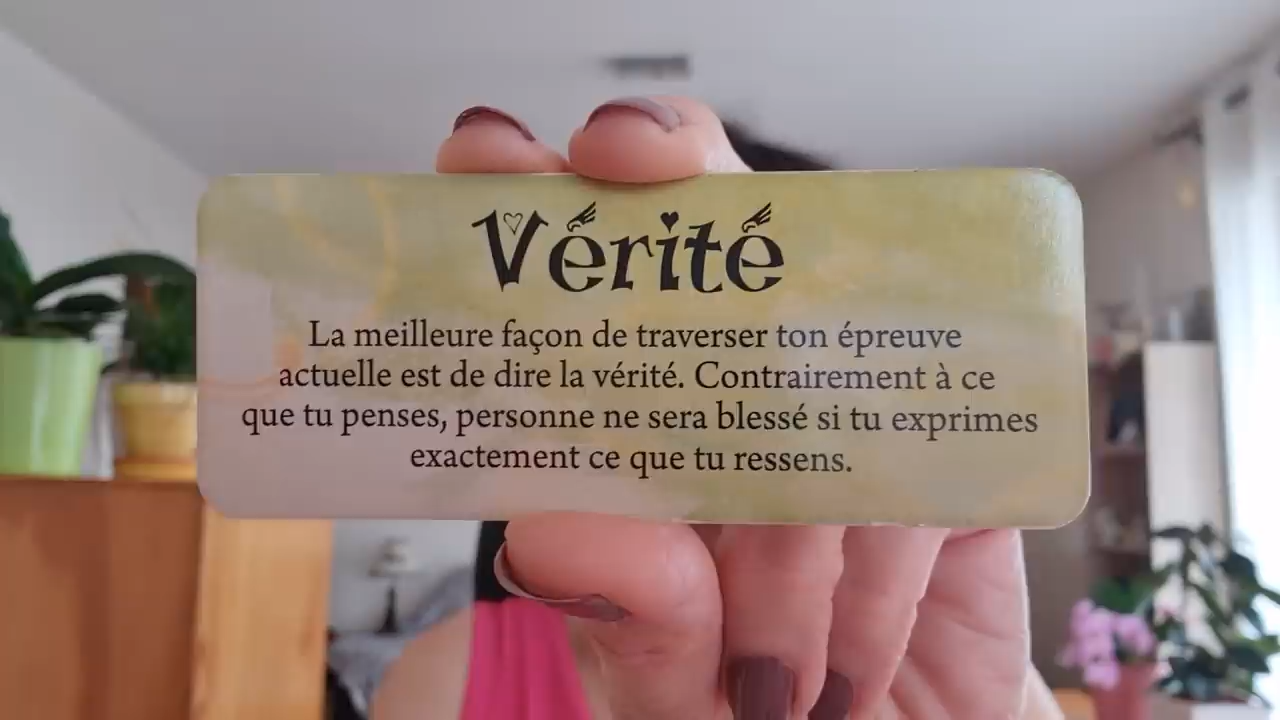 Vérité
La meilleure façon de traverser ton épreuve
actuelle est de dire la vérité. Contrairement à ce
que tu penses, personne ne sera blessé si tu exprimes
exactement ce que tu ressens.